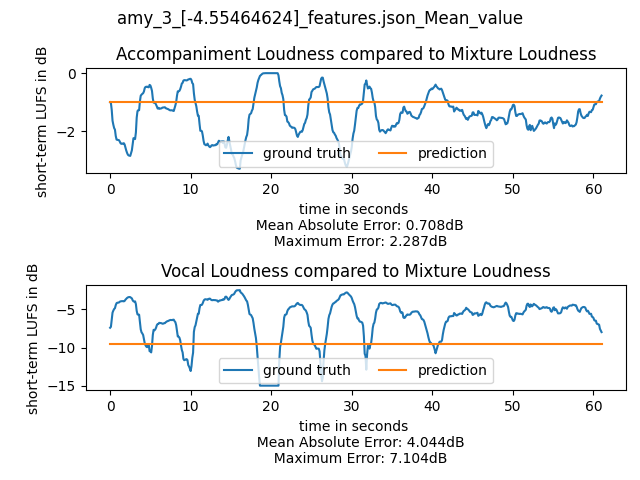 amy_3_[-4.55464624]_features.json_Mean_value
Accompaniment Loudness compared to Mixture Loudness
short-term LUFS in dB
0
−2
ground truth
prediction
0 10 20 30 40 50 60
time in seconds
Mean Absolute Error: 0.708dB
Maximum Error: 2.287dB
Vocal Loudness compared to Mixture Loudness
short-term LUFS in dB
−5
−10
−15
ground truth
prediction
0 10 20 30 40 50 60
time in seconds
Mean Absolute Error: 4.044dB
Maximum Error: 7.104dB